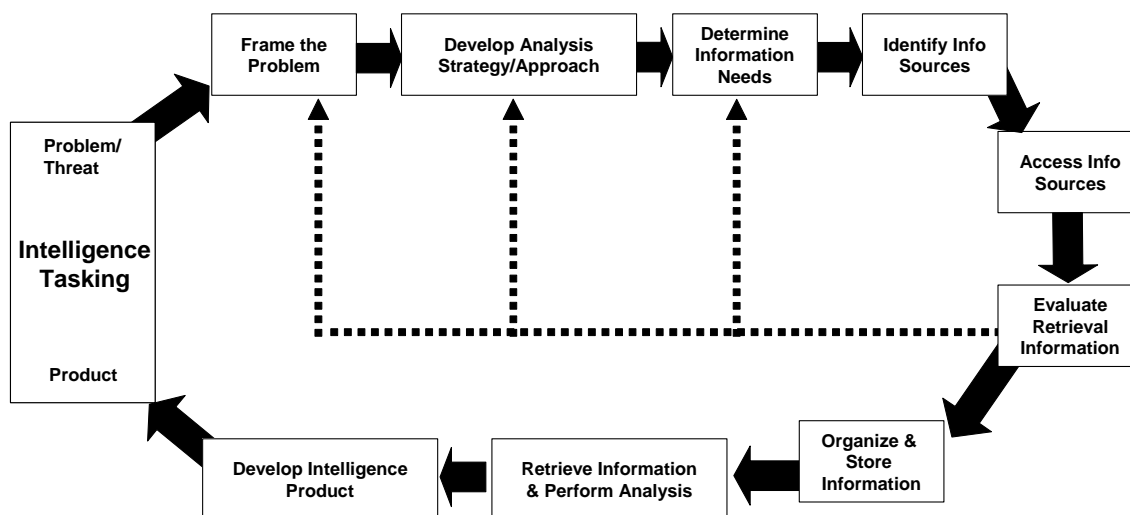 Frame the
Problem
Develop Analysis
Strategy/Approach
Determine
Information
Needs
Identify Info
Sources
Problem/
Threat
Intelligence
Tasking
Product
Access Info
Sources
Evaluate
Retrieval
Information
Organize &
Store
Information
Retrieve Information
& Perform Analysis
Develop Intelligence
Product